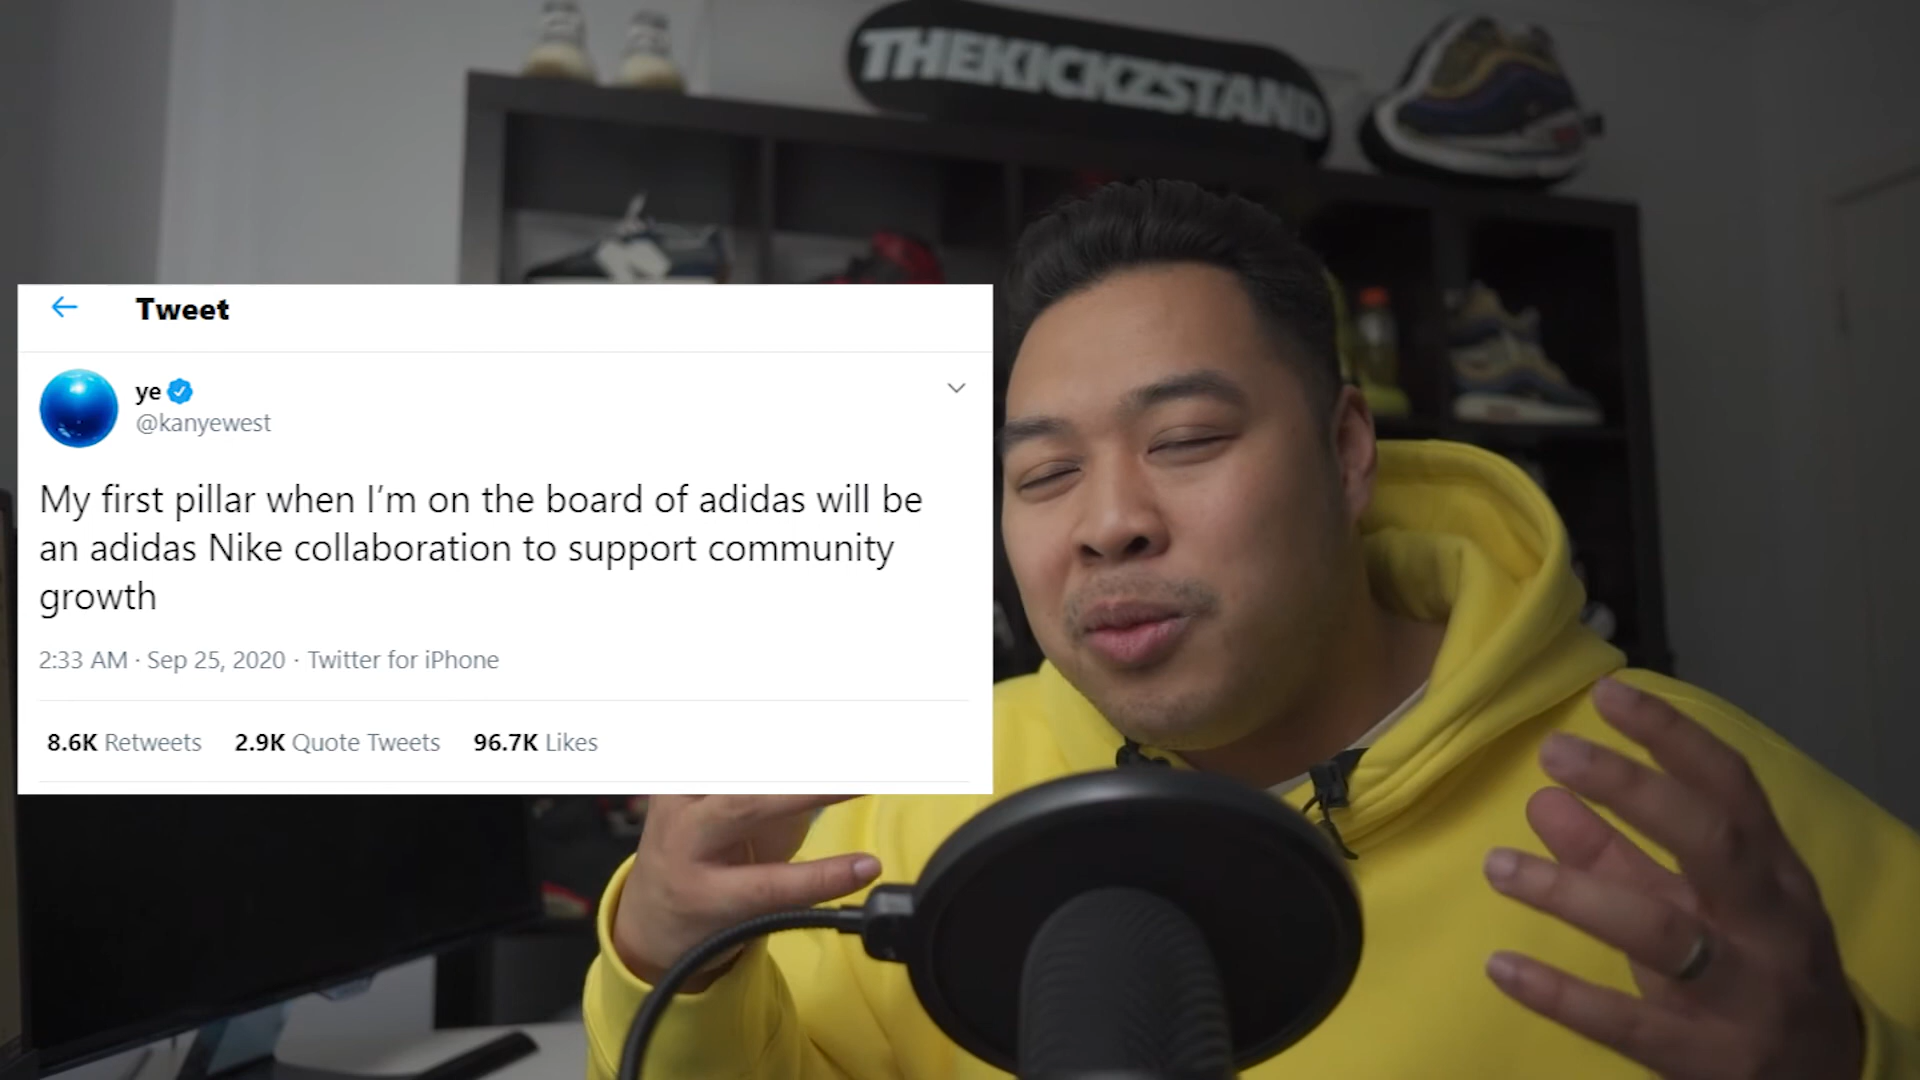 THEKICKZSTAND
Tweet
ye
@kanyewest
My first pillar when I’m on the board of adidas will be
an adidas Nike collaboration to support community
growth
2:33 AM · Sep 25, 2020 · Twitter for iPhone
8.6K Retweets 2.9K Quote Tweets 96.7K Likes